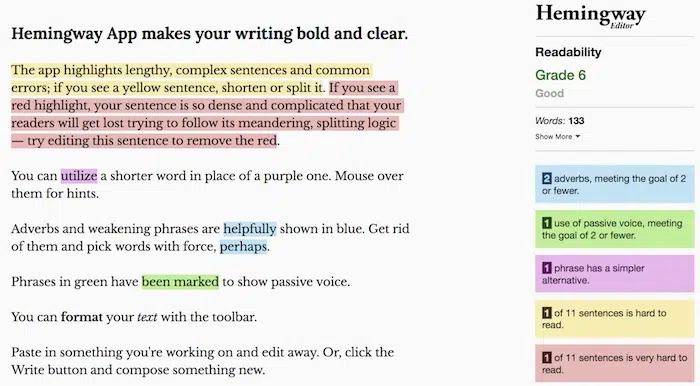 Hemingway App makes your writing bold and clear.
The app highlights lengthy, complex sentences and common
errors; if you see a yellow sentence, shorten or split it. If you see a
red highlight, your sentence is so dense and complicated that your
readers will get lost trying to follow its meandering, splitting logic
— try editing this sentence to remove the red.
You can utilize a shorter word in place of a purple one. Mouse over
them for hints.
Adverbs and weakening phrases are helpfully shown in blue. Get rid
of them and pick words with force, perhaps.
Phrases in green have been marked to show passive voice.
You can format your text with the toolbar.
Paste in something you're working on and edit away. Or, click the
Write button and compose something new.
Hemingway
Editor
Readability
Grade 6
Good
Words: 133
Show More ▼
2 adverbs, meeting the goal of 2
or fewer.
1 use of passive voice, meeting
the goal of 2 or fewer.
1 phrase has a simpler
alternative.
1 of 11 sentences is hard to
read.
1 of 11 sentences is very hard to
read.